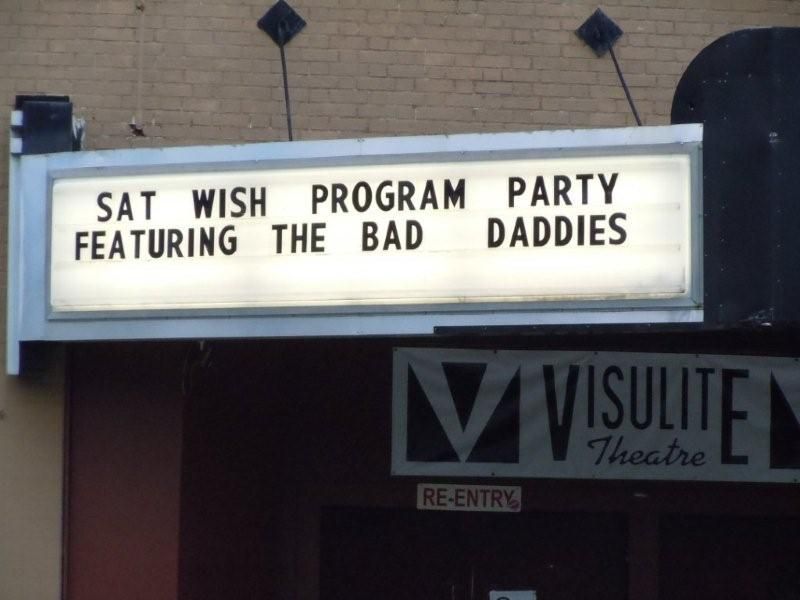 SAT WISH PROGRAM PARTY
FEATURING THE BAD DADDIES
VISULITE
Theatre
RE-ENTRY